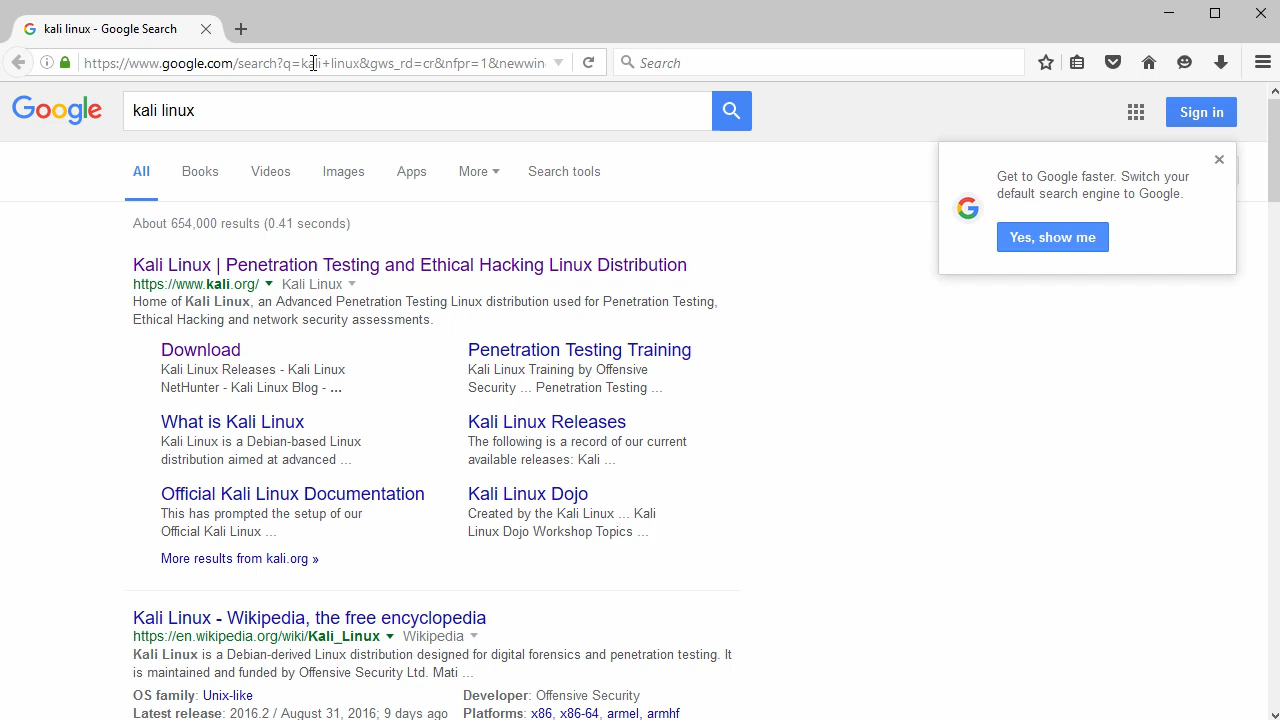 kali linux - Google Search
https://www.google.com/search?q=kali+linux&gws_rd=cr&nfpr=1&newwin
Search
Google
kali linux
Sign in
All Books Videos Images Apps More Search tools
Get to Google faster. Switch your
default search engine to Google.
Yes, show me
About 654,000 results (0.41 seconds)
Kali Linux | Penetration Testing and Ethical Hacking Linux Distribution
https://www.kali.org/ Kali Linux
Home of Kali Linux, an Advanced Penetration Testing Linux distribution used for Penetration Testing,
Ethical Hacking and network security assessments.
Download
Kali Linux Releases - Kali Linux
NetHunter - Kali Linux Blog - ...
Penetration Testing Training
Kali Linux Training by Offensive
Security ... Penetration Testing ...
What is Kali Linux
Kali Linux is a Debian-based Linux
distribution aimed at advanced ...
Kali Linux Releases
The following is a record of our current
available releases: Kali ...
Official Kali Linux Documentation
This has prompted the setup of our
Official Kali Linux ...
Kali Linux Dojo
Created by the Kali Linux ... Kali
Linux Dojo Workshop Topics ...
More results from kali.org »
Kali Linux - Wikipedia, the free encyclopedia
https://en.wikipedia.org/wiki/Kali_Linux Wikipedia
Kali Linux is a Debian-derived Linux distribution designed for digital forensics and penetration testing. It
is maintained and funded by Offensive Security Ltd. Mati ...
OS family: Unix-like Developer: Offensive Security
Latest release: 2016.2 / August 31, 2016; 9 days ago Platforms: x86, x86-64, armel, armhf